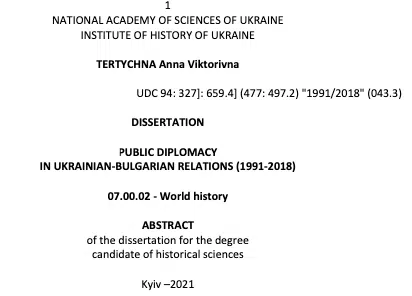 1
NATIONAL ACADEMY OF SCIENCES OF UKRAINE
INSTITUTE OF HISTORY OF UKRAINE
TERTYCHNA Anna Viktorivna
UDC 94: 327]: 659.4] (477: 497.2) "1991/2018" (043.3)
DISSERTATION
PUBLIC DIPLOMACY
IN UKRAINIAN-BULGARIAN RELATIONS (1991-2018)
07.00.02 - World history
ABSTRACT
of the dissertation for the degree
candidate of historical sciences
Kyiv –2021